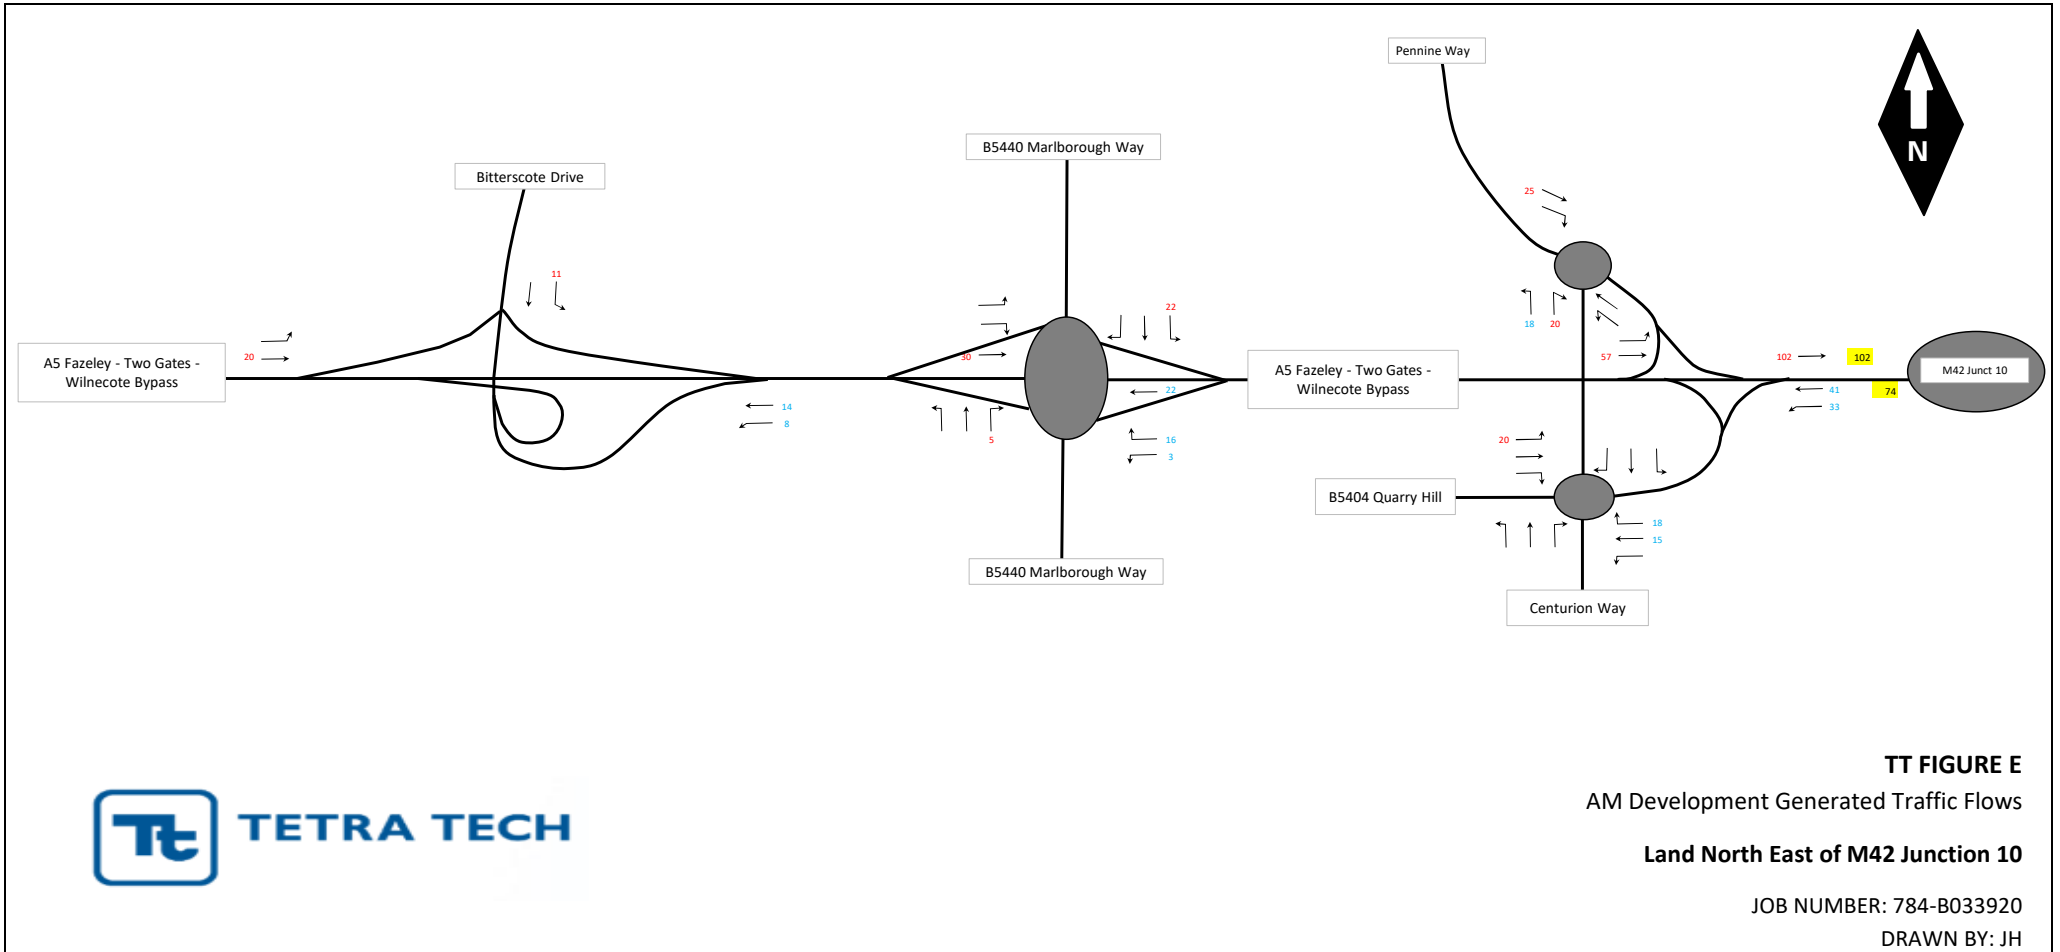 Pennine Way
N
B5440 Marlborough Way
Bitterscote Drive
25
11
22
18
20
20
A5 Fazeley - Two Gates -
Wilnecote Bypass
30
A5 Fazeley - Two Gates -
Wilnecote Bypass
57
102
102
M42 Junct 10
22
41
74
14
33
8
5
16
3
20
B5404 Quarry Hill
18
15
B5440 Marlborough Way
Centurion Way
TT FIGURE E
AM Development Generated Traffic Flows
Tt
TETRA TECH
Land North East of M42 Junction 10
JOB NUMBER: 784-B033920
DRAWN BY: JH